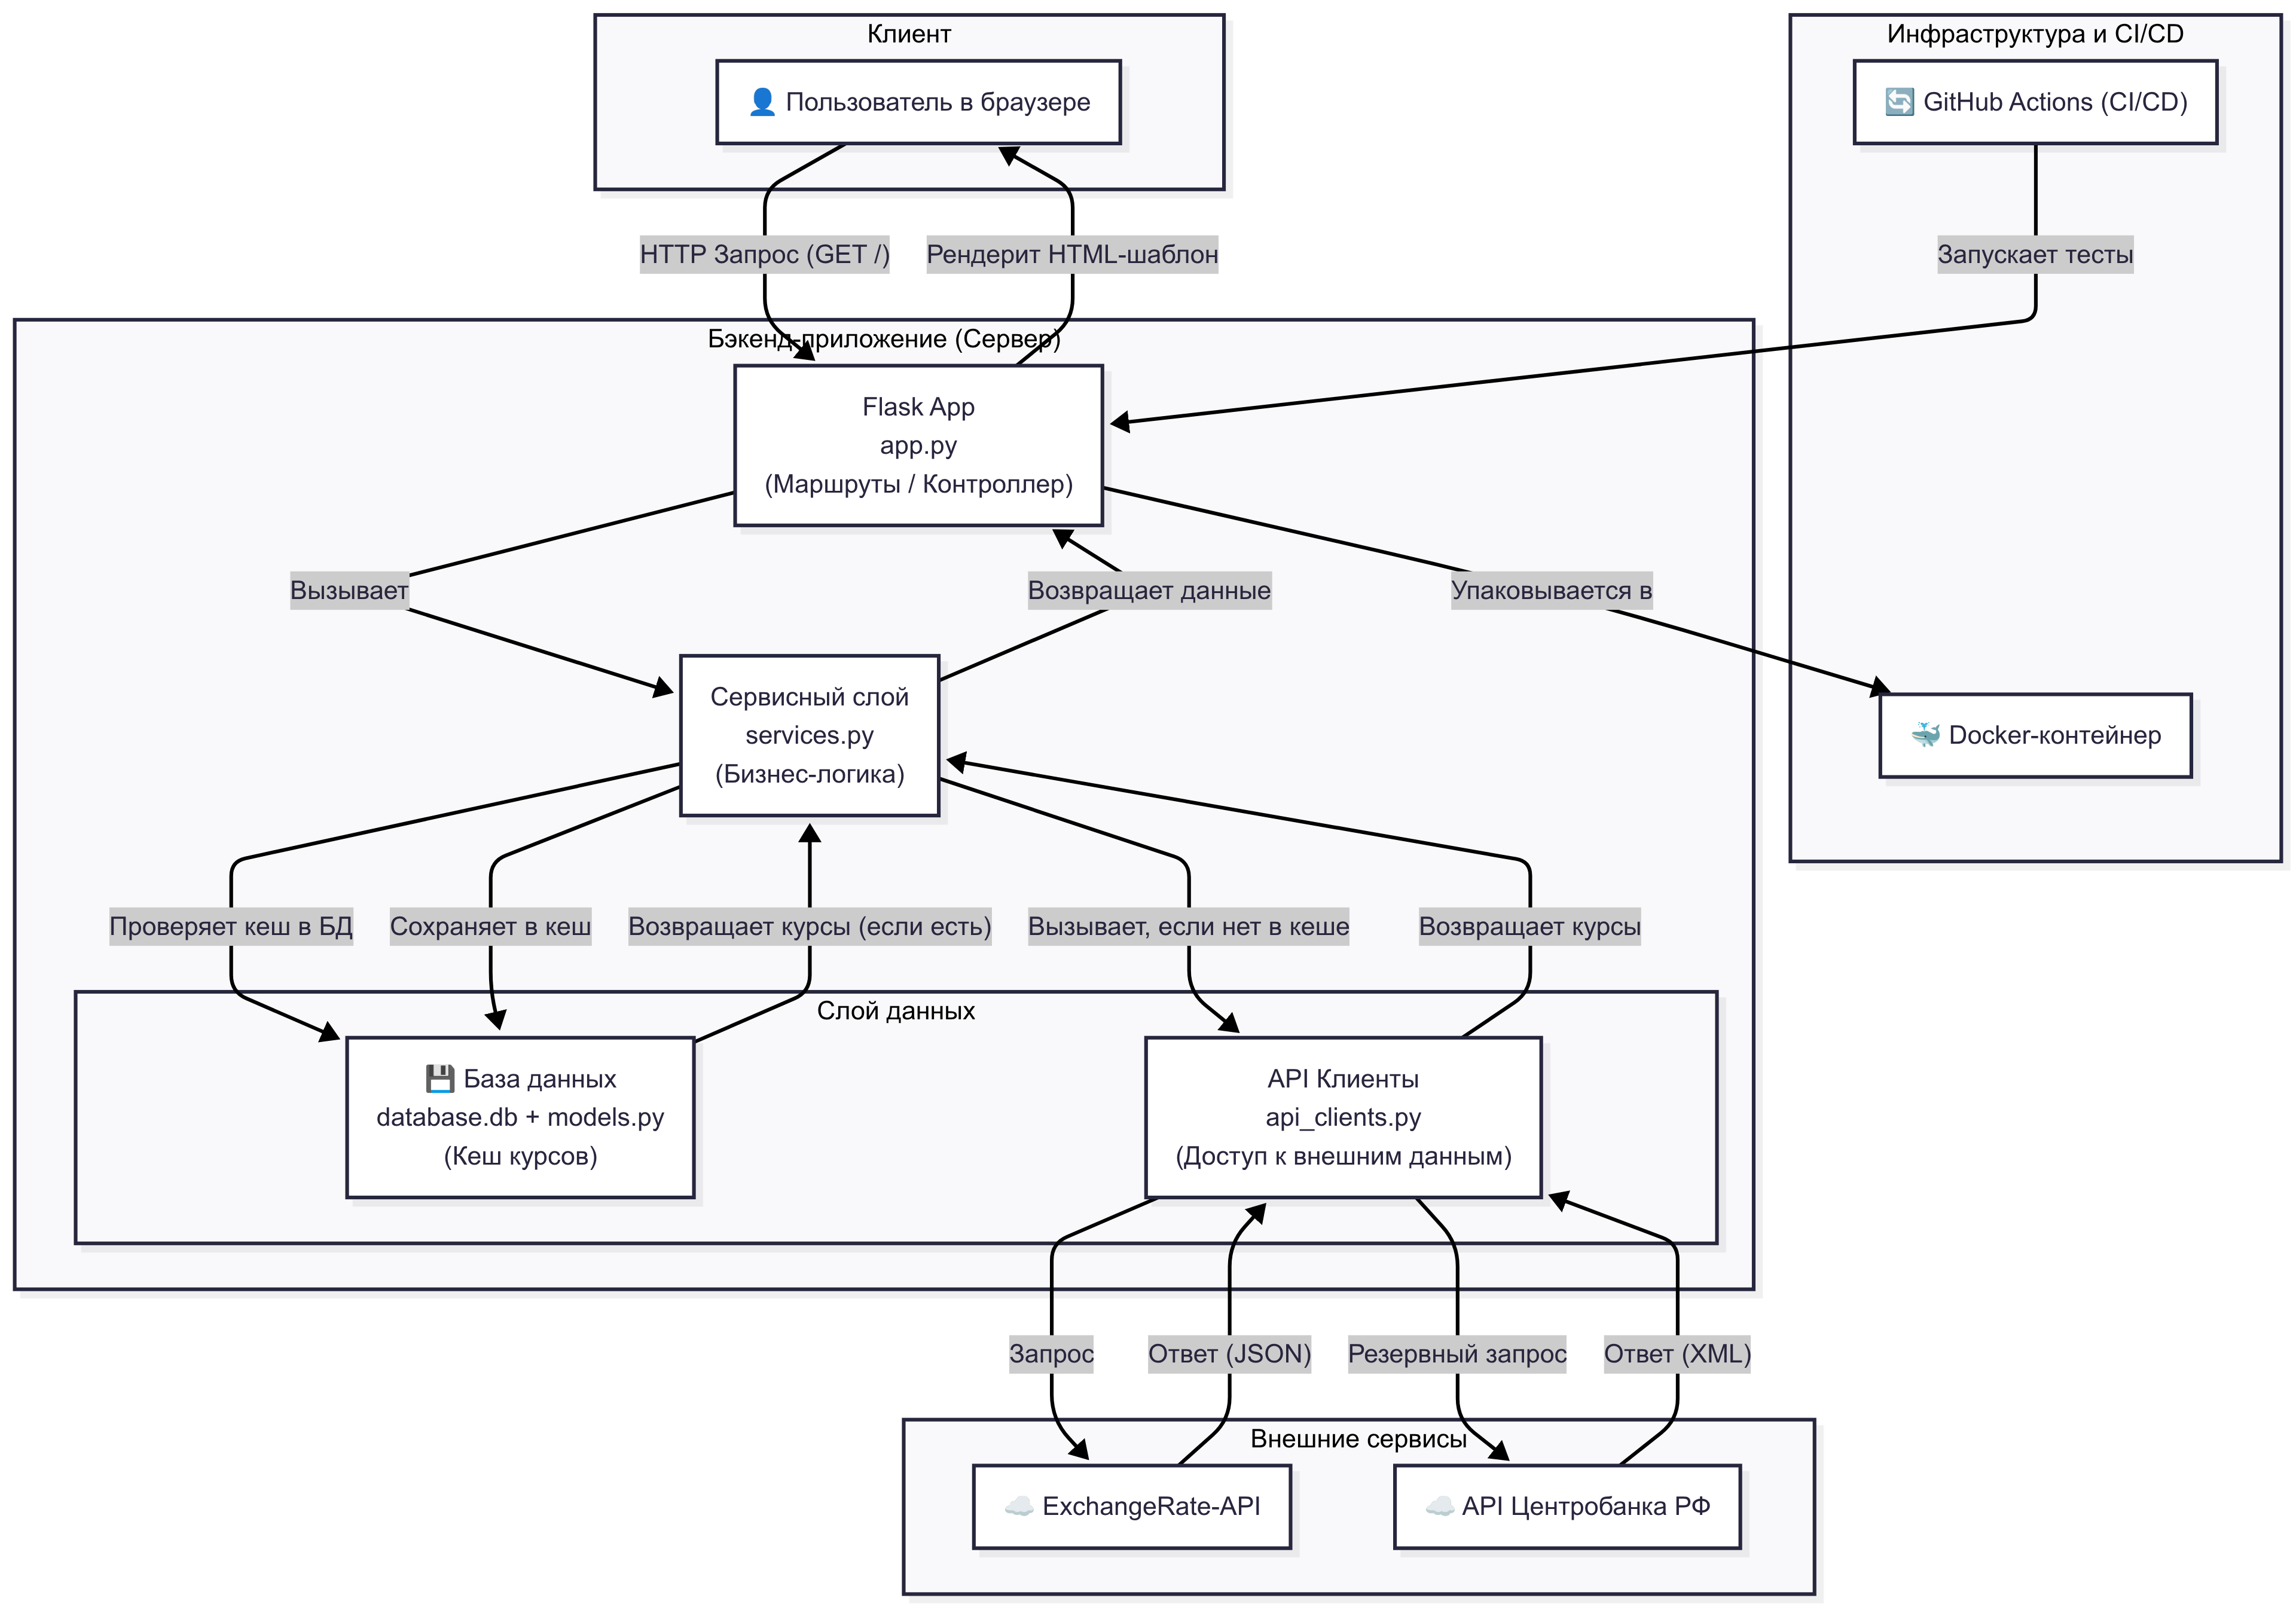 Клиент
Инфраструктура и CI/CD
Пользователь в браузере
GitHub Actions (CI/CD)
HTTP Запрос (GET /)
Рендерит HTML-шаблон
Запускает тесты
Бэкенд-приложение (Сервер)
Flask App
app.py
(Маршруты / Контроллер)
Вызывает
Возвращает данные
Упаковывается в
Сервисный слой
services.py
(Бизнес-логика)
Docker-контейнер
Проверяет кеш в БД
Сохраняет в кеш
Возвращает курсы (если есть)
Вызывает, если нет в кеше
Возвращает курсы
Слой данных
База данных
database.db + models.py
(Кеш курсов)
API Клиенты
api_clients.py
(Доступ к внешним данным)
Запрос
Ответ (JSON)
Резервный запрос
Ответ (XML)
Внешние сервисы
ExchangeRate-API
API Центробанка РФ